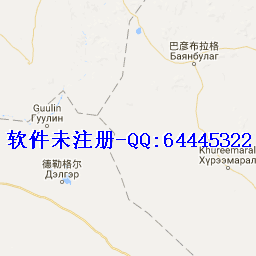 巴彦布拉格
Баянбулаг
Guulin
Гуулин
软件未注册-QQ:64445322
Khureemaral
Хүрээмарал
德勒格尔
Дэлгэр